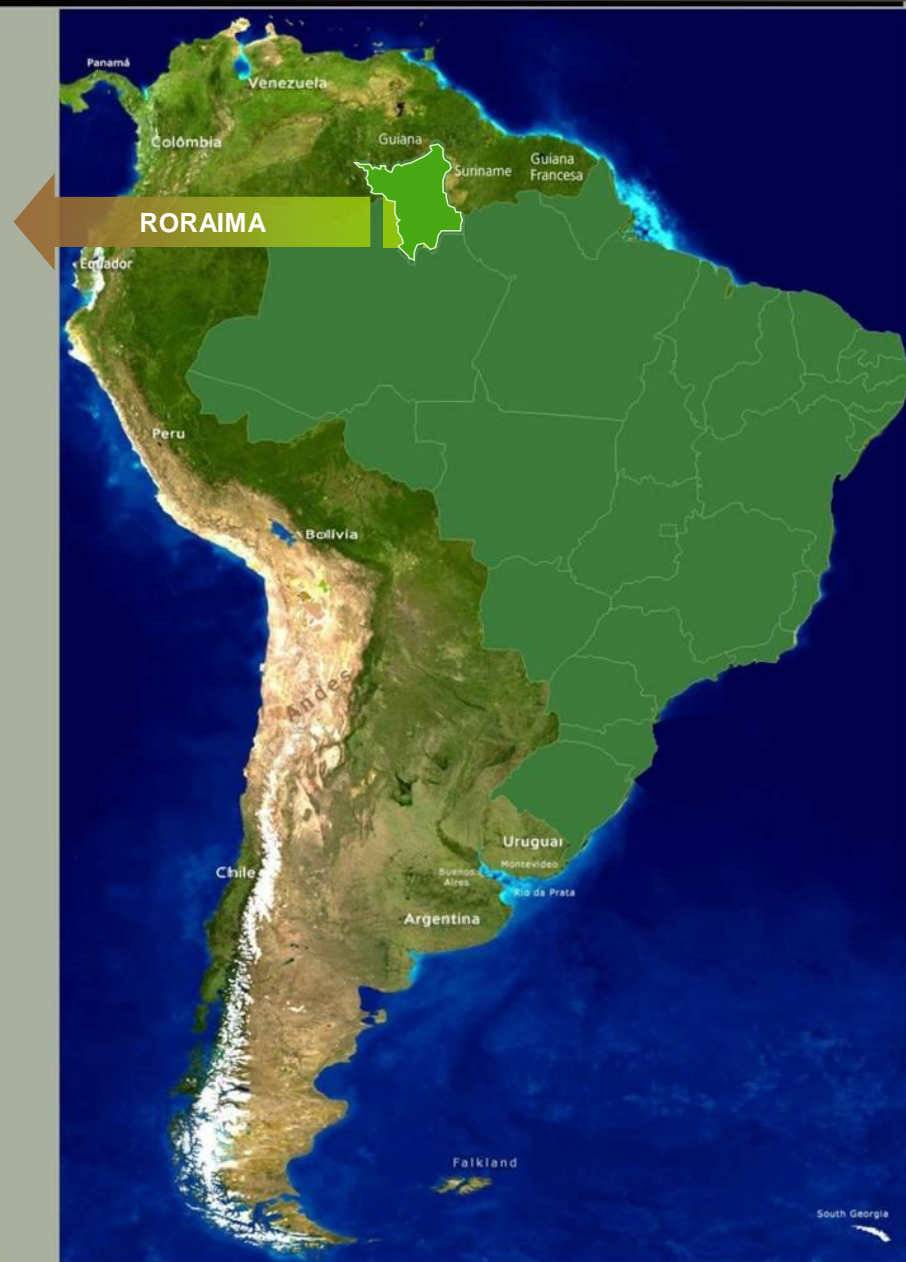 Panamá
Venezuela
Colômbia
Guiana
Suriname
Guiana
Francesa
RORAIMA
Equador
Peru
Bolívia
Andes
Uruguai
Montevideo
Buenos
Aires
Rio da Prata
Chile
Argentina
Falkland
South Georgia